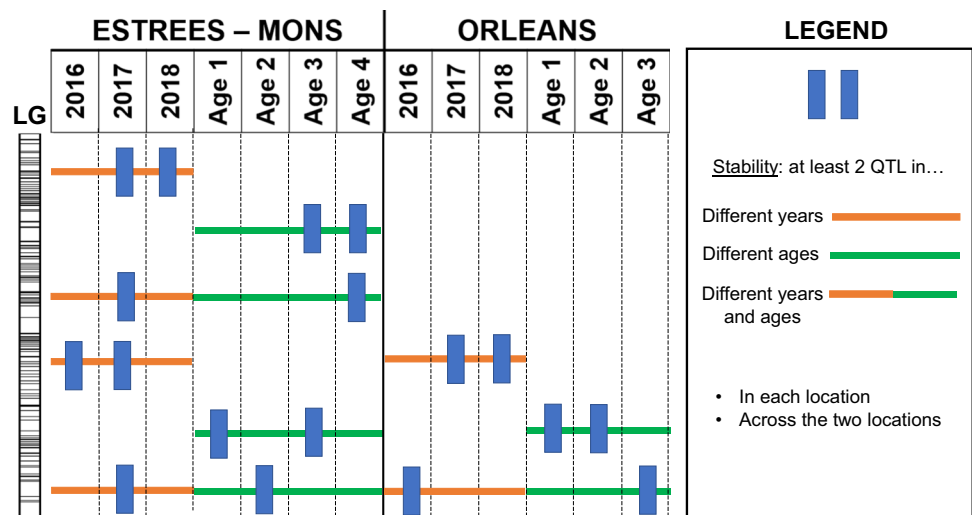 ESTREES – MONS
ORLEANS
LEGEND
LG
2016
2017
2018
Age 1
Age 2
Age 3
Age 4
2016
2017
2018
Age 1
Age 2
Age 3
Stability: at least 2 QTL in…
Different years
Different ages
Different years
and ages
• In each location
• Across the two locations